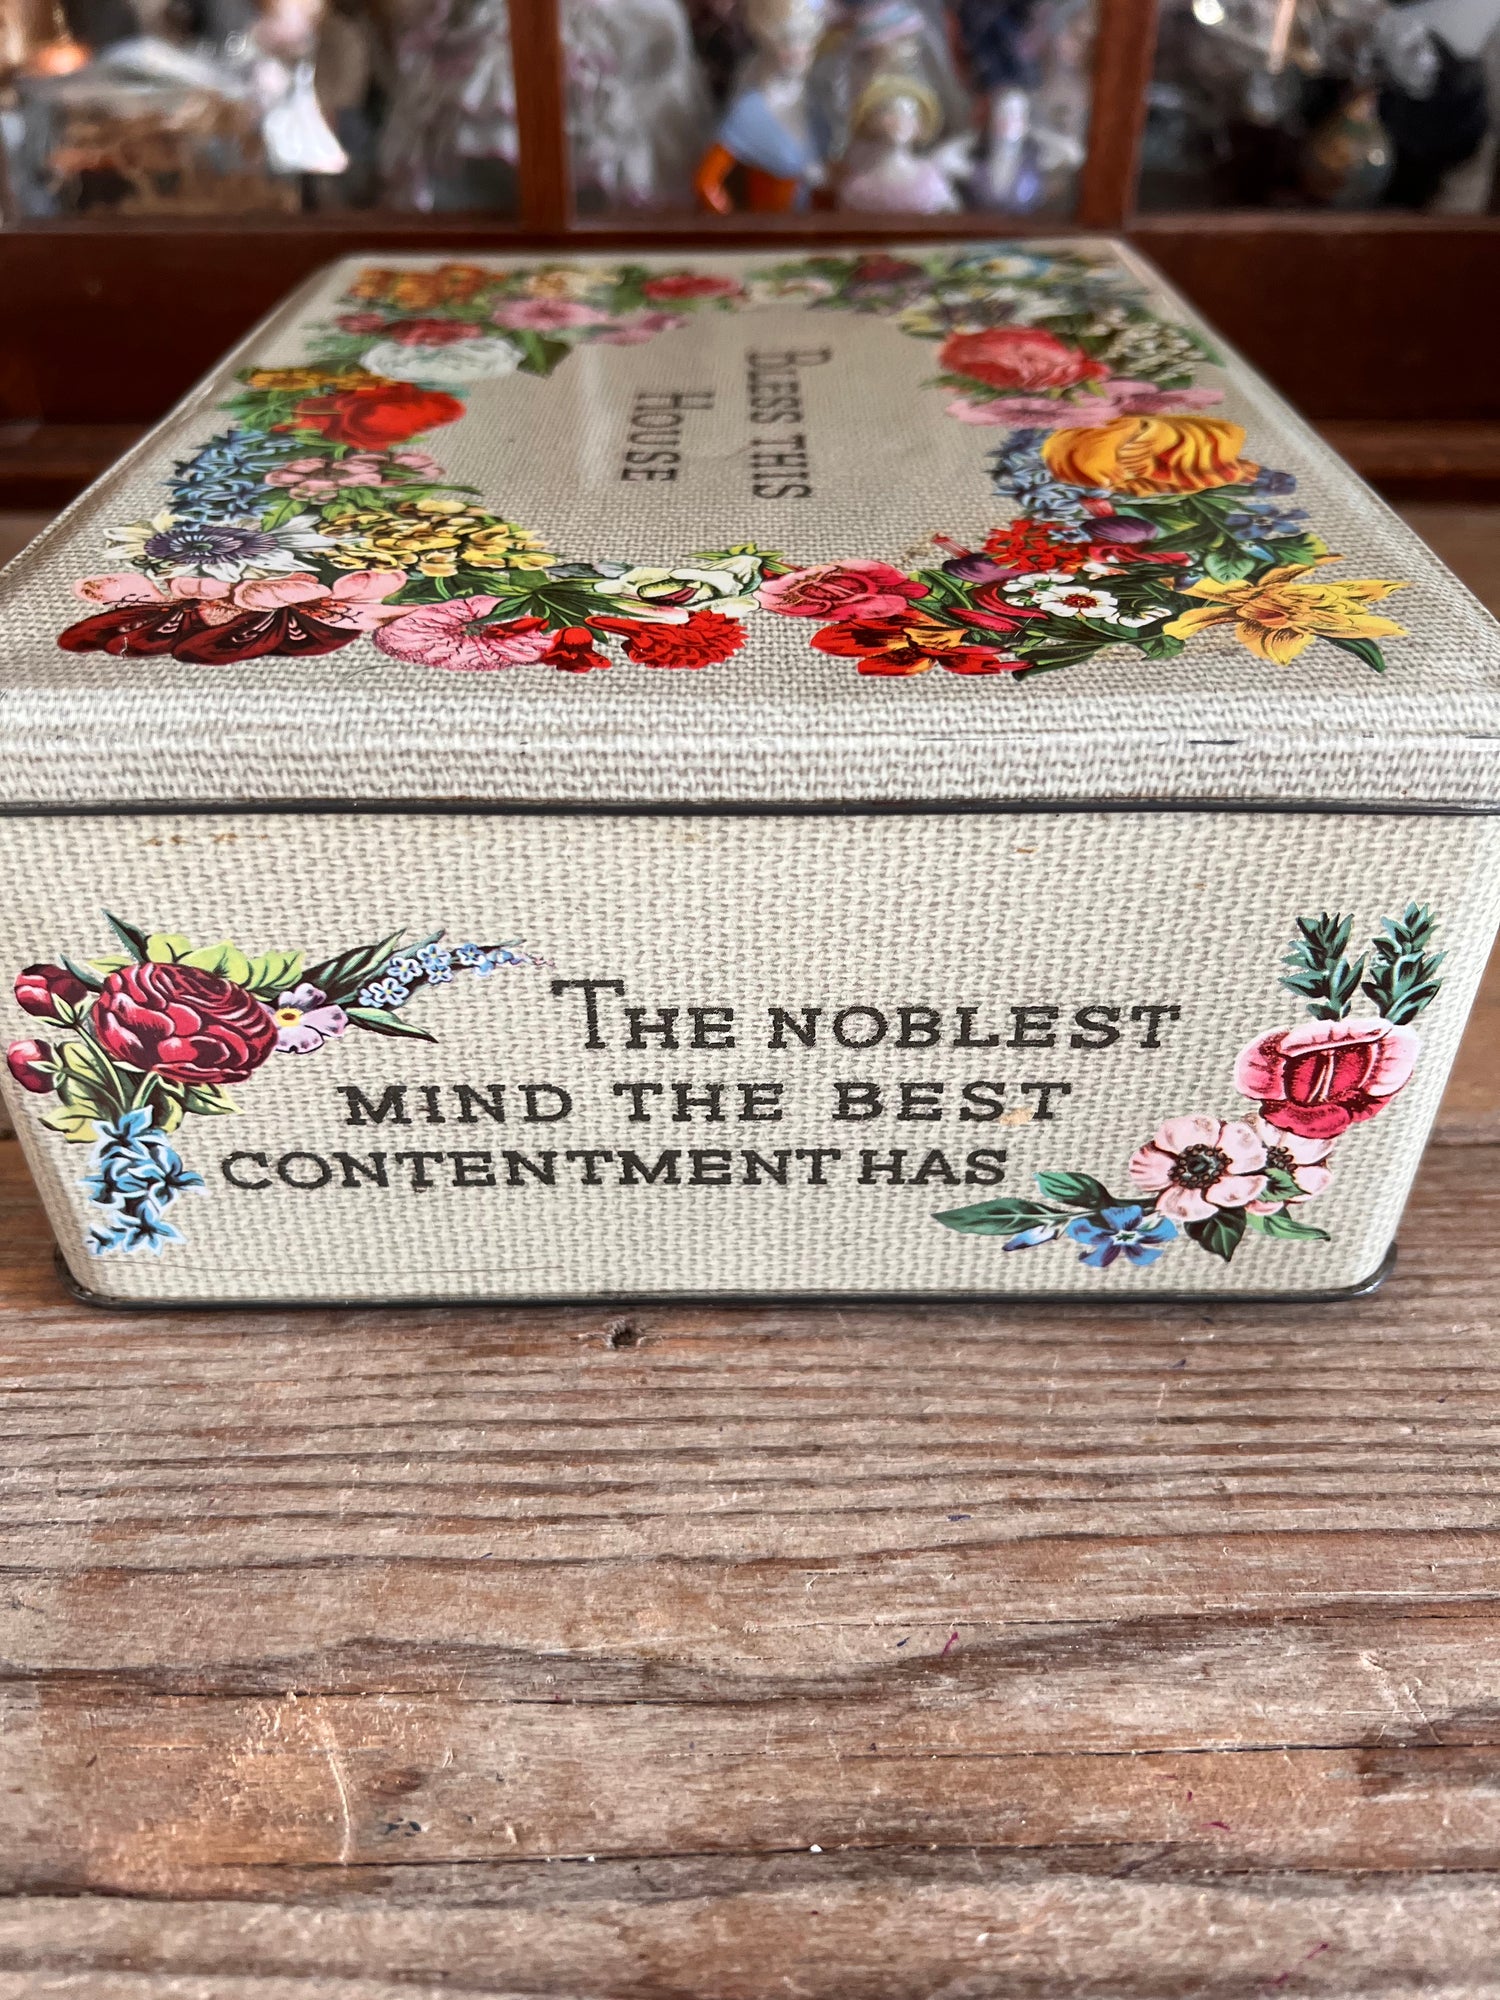 BLESS THIS
HOUSE
THE NOBLEST
MIND THE BEST
CONTENTMENT HAS